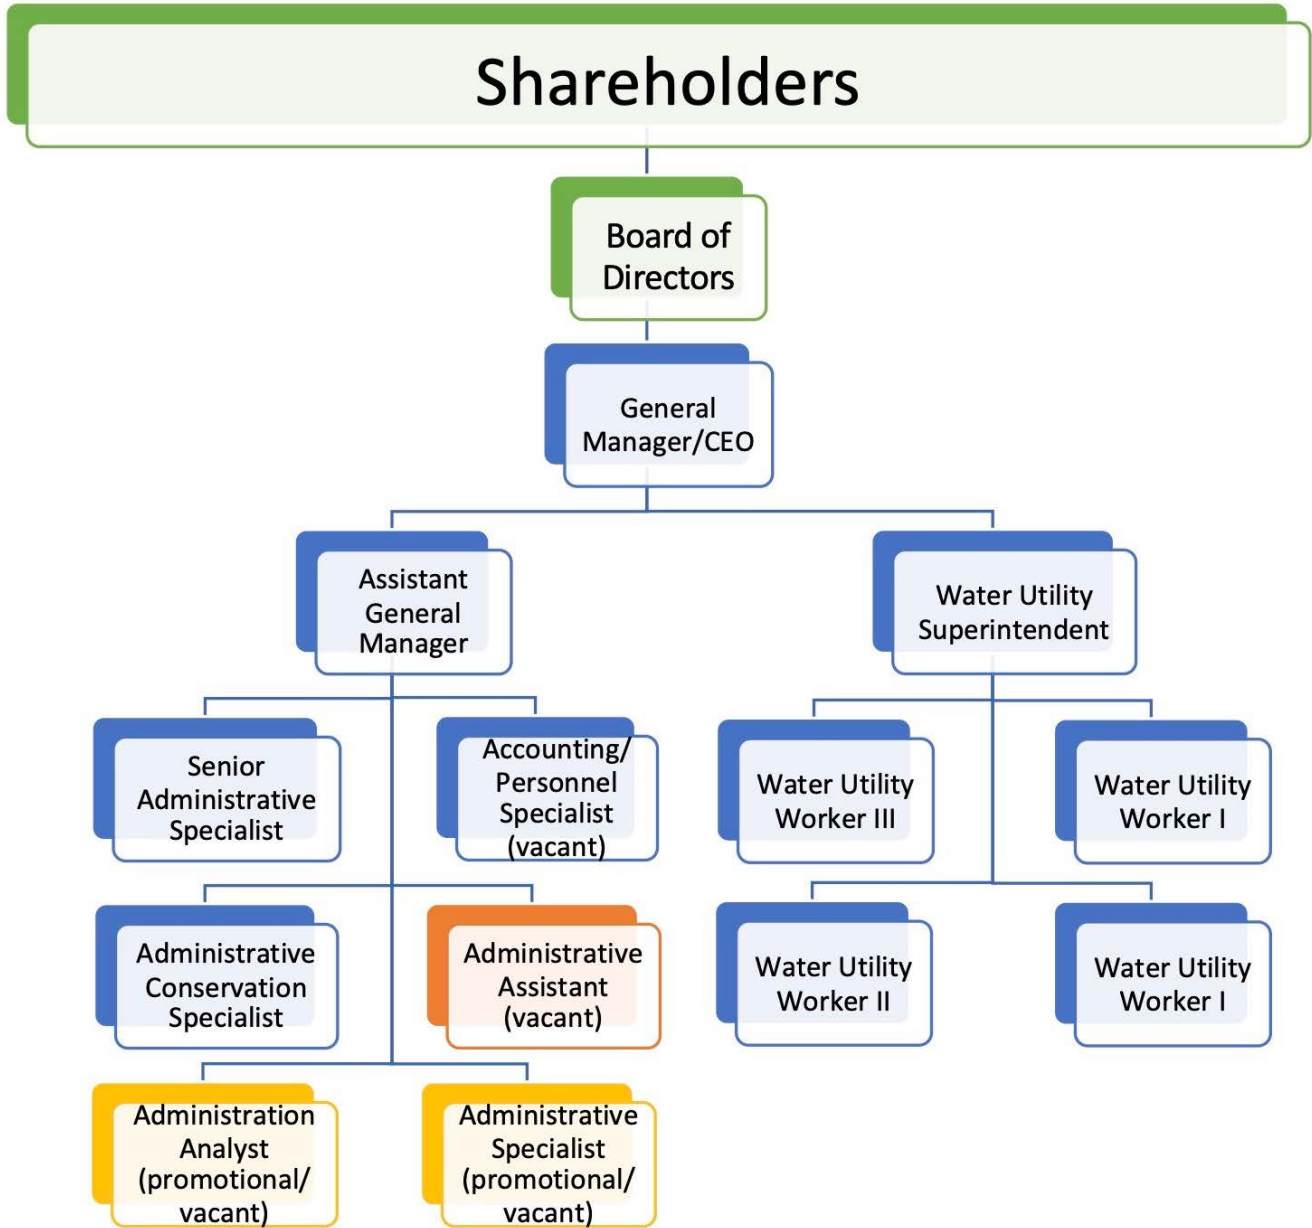 Shareholders
Board of
Directors
General
Manager/CEO
Assistant
General
Manager
Water Utility
Superintendent
Senior
Administrative
Specialist
Accounting/
Personnel
Specialist
(vacant)
Water Utility
Worker III
Water Utility
Worker I
Administrative
Conservation
Specialist
Administrative
Assistant
(vacant)
Water Utility
Worker II
Water Utility
Worker I
Administration
Analyst
(promotional/
vacant)
Administrative
Specialist
(promotional/
vacant)